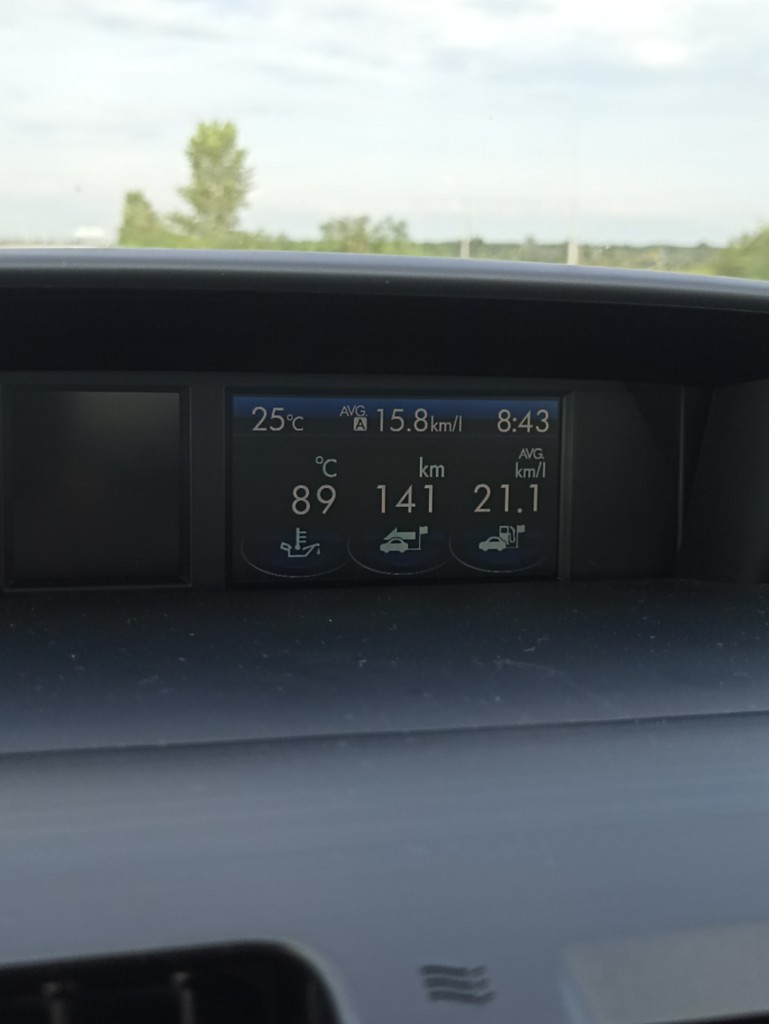 25°C AVG. A 15.8km/l 8:43
°C km AVG. km/l
89 141 21.1